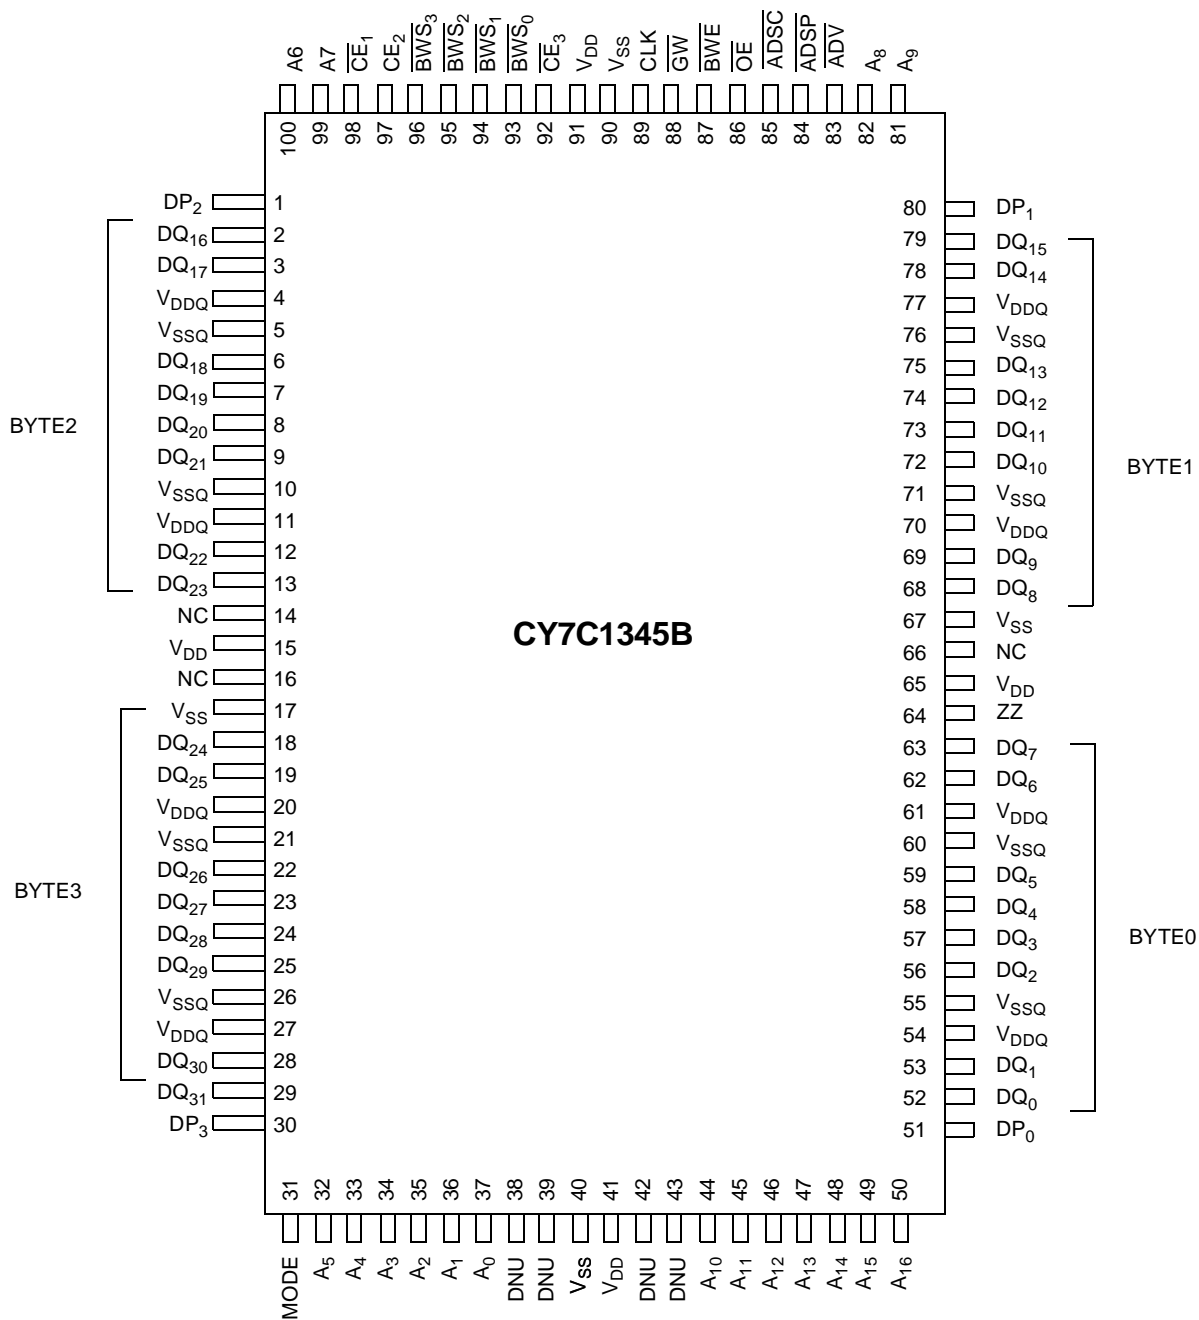 A6 A7 CE1 CE2 BWS3 BWS2 BWS1 BWS0 CE3 VDD VSS CLK GW BWE OE ADSC ADSP ADV A8 A9
100 99 98 97 96 95 94 93 92 91 90 89 88 87 86 85 84 83 82 81
DP2 1 80 DP1
DQ16 2 79 DQ15
DQ17 3 78 DQ14
VDDQ 4 77 VDDQ
VSSQ 5 76 VSSQ
DQ18 6 75 DQ13
DQ19 7 74 DQ12
BYTE2 DQ20 8 73 DQ11
DQ21 9 72 DQ10 BYTE1
VSSQ 10 71 VSSQ
VDDQ 11 70 VDDQ
DQ22 12 69 DQ9
DQ23 13 68 DQ8
NC 14 67 VSS
CY7C1345B
VDD 15 66 NC
NC 16 65 VDD
VSS 17 64 ZZ
DQ24 18 63 DQ7
DQ25 19 62 DQ6
VDDQ 20 61 VDDQ
VSSQ 21 60 VSSQ
DQ26 22 59 DQ5
BYTE3 DQ27 23 58 DQ4
DQ28 24 57 DQ3 BYTE0
DQ29 25 56 DQ2
VSSQ 26 55 VSSQ
VDDQ 27 54 VDDQ
DQ30 28 53 DQ1
DQ31 29 52 DQ0
DP3 30 51 DP0
31 32 33 34 35 36 37 38 39 40 41 42 43 44 45 46 47 48 49 50
MODE A5 A4 A3 A2 A1 A0 DNU DNU VSS VDD DNU DNU A10 A11 A12 A13 A14 A15 A16